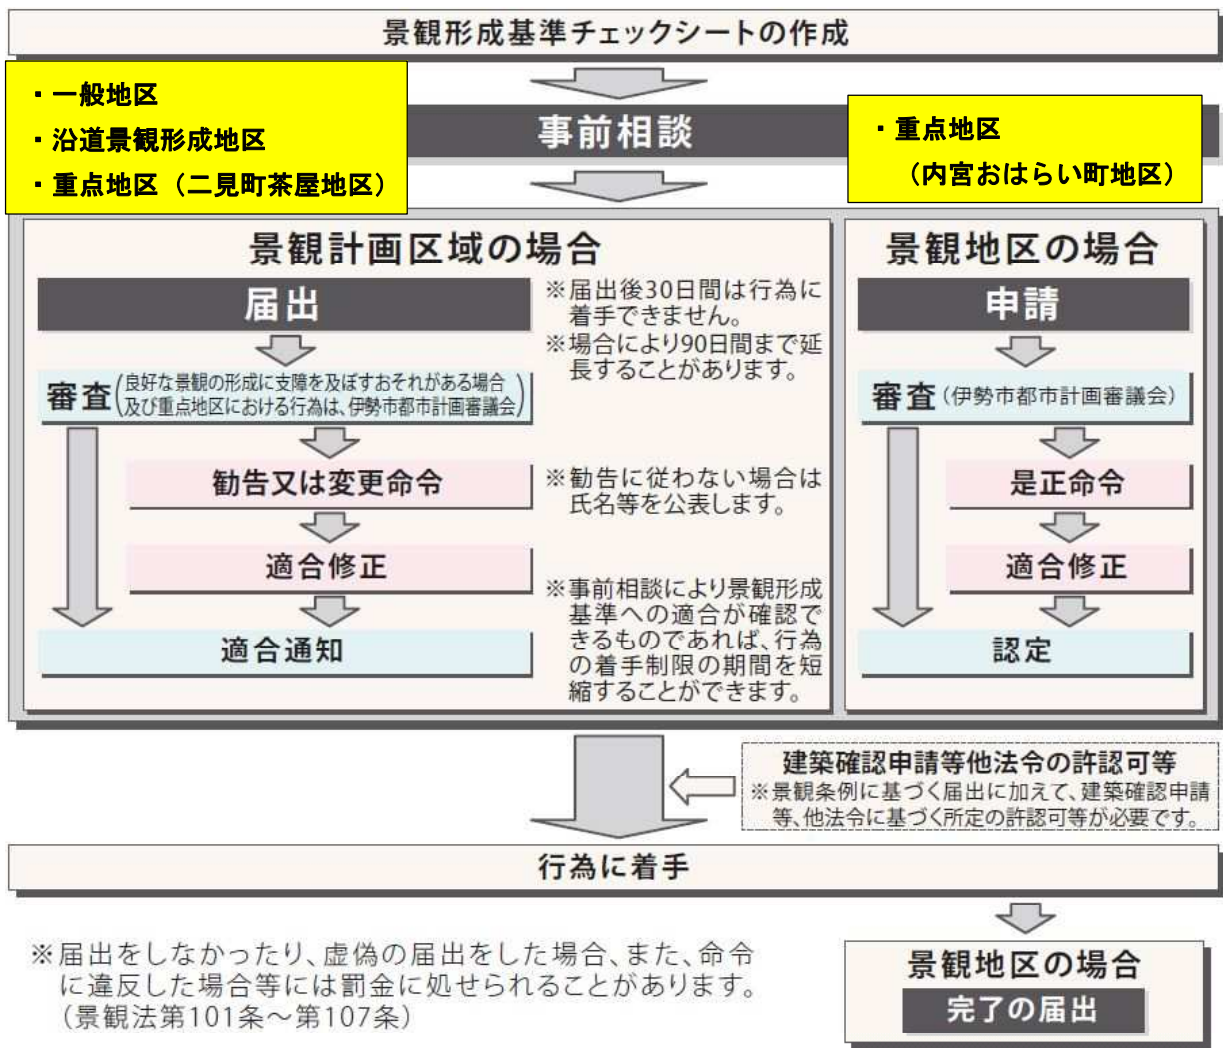 景観形成基準チェックシートの作成
・一般地区
・沿道景観形成地区
・重点地区（二見町茶屋地区）
事前相談
・重点地区
（内宮おはらい町地区）
景観計画区域の場合
届出
※届出後30日間は行為に
着手できません。
※場合により90日間まで延
長することがあります。
審査(良好な景観の形成に支障を及ぼすおそれがある場合
及び重点地区における行為は、伊勢市都市計画審議会)
勧告又は変更命令
※勧告に従わない場合は
氏名等を公表します。
適合修正
※事前相談により景観形成
基準への適合が確認で
きるものであれば、行為
の着手制限の期間を短
縮することができます。
適合通知
景観地区の場合
申請
審査(伊勢市都市計画審議会)
是正命令
適合修正
認定
建築確認申請等他法令の許認可等
※景観条例に基づく届出に加えて、建築確認申請
等、他法令に基づく所定の許認可等が必要です。
行為に着手
※届出をしなかったり、虚偽の届出をした場合、また、命令
に違反した場合等には罰金に処せられることがあります。
（景観法第101条～第107条）
景観地区の場合
完了の届出